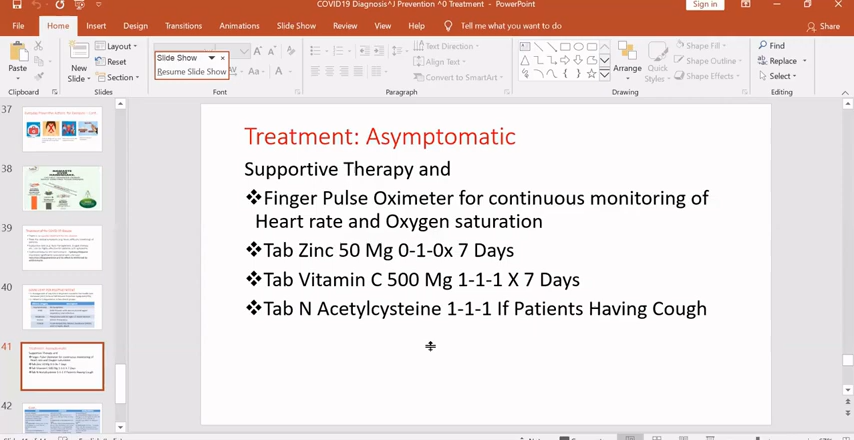 COVID19 Diagnosis^J Prevention ^0 Treatment - PowerPoint
Sign in
File Home Insert Design Transitions Animations Slide Show Review View Help Tell me what you want to do Share
Paste
New Slide
Layout
Reset
Section
Slide Show
Resume Slide Show
Text Direction
Align Text
Convert to SmartArt
Arrange
Quick Styles
Shape Fill
Shape Outline
Shape Effects
Find
Replace
Select
Clipboard Slides Font Paragraph Drawing Editing
37
38
39
40
41
42
Treatment: Asymptomatic
Supportive Therapy and
❖Finger Pulse Oximeter for continuous monitoring of
Heart rate and Oxygen saturation
❖Tab Zinc 50 Mg 0-1-0x 7 Days
❖Tab Vitamin C 500 Mg 1-1-1 X 7 Days
❖Tab N Acetylcysteine 1-1-1 If Patients Having Cough